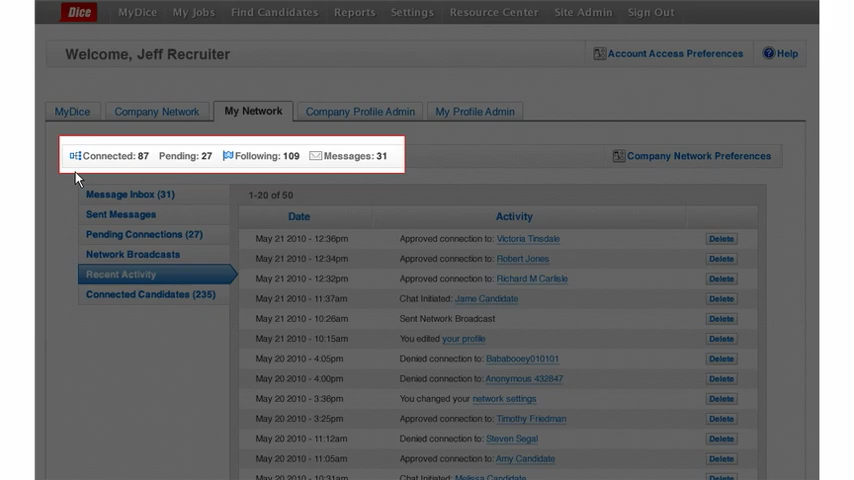 Dice MyDice My Jobs Find Candidates Reports Settings Resource Center Site Admin Sign Out
Welcome, Jeff Recruiter Account Access Preferences Help
MyDice Company Network My Network Company Profile Admin My Profile Admin
Connected: 87 Pending: 27 Following: 109 Messages: 31 Company Network Preferences
Message Inbox (31)
Sent Messages
Pending Connections (27)
Network Broadcasts
Recent Activity
Connected Candidates (235)
1-20 of 50
Date Activity
May 21 2010 - 12:36pm Approved connection to: Victoria Tinsdale Delete
May 21 2010 - 12:34pm Approved connection to: Robert Jones Delete
May 21 2010 - 12:32pm Approved connection to: Richard M Carlisle Delete
May 21 2010 - 11:37am Chat Initiated: Jame Candidate Delete
May 21 2010 - 10:26am Sent Network Broadcast Delete
May 21 2010 - 10:15am You edited your profile Delete
May 20 2010 - 4:05pm Denied connection to: Bababooey010101 Delete
May 20 2010 - 4:00pm Denied connection to: Anonymous 432847 Delete
May 20 2010 - 3:36pm You changed your network settings Delete
May 20 2010 - 3:25pm Approved connection to: Timothy Friedman Delete
May 20 2010 - 11:12am Denied connection to: Steven Segal Delete
May 20 2010 - 11:05am Approved connection to: Amy Candidate Delete
May 20 2010 - 10:31am Chat Initiated: Melissa Candidate Delete